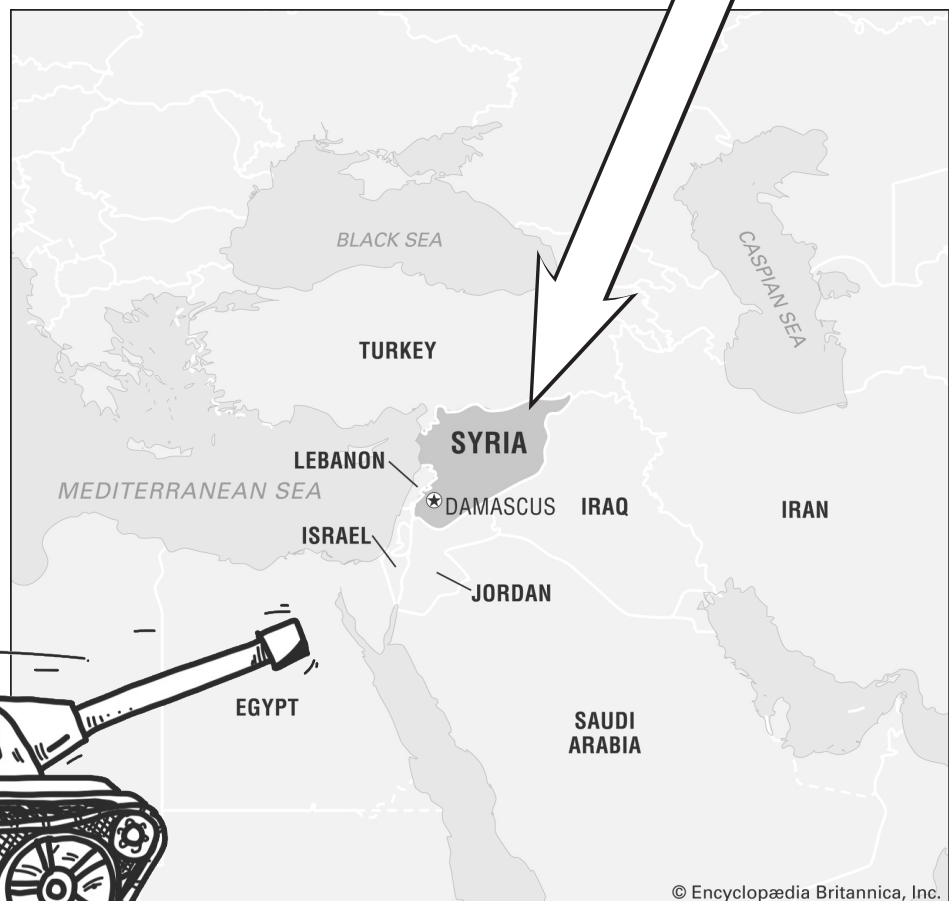 BLACK SEA
CASPIAN SEA
TURKEY
SYRIA
LEBANON
MEDITERRANEAN SEA
DAMASCUS
IRAQ
IRAN
ISRAEL
JORDAN
EGYPT
SAUDI
ARABIA
© Encyclopædia Britannica, Inc.